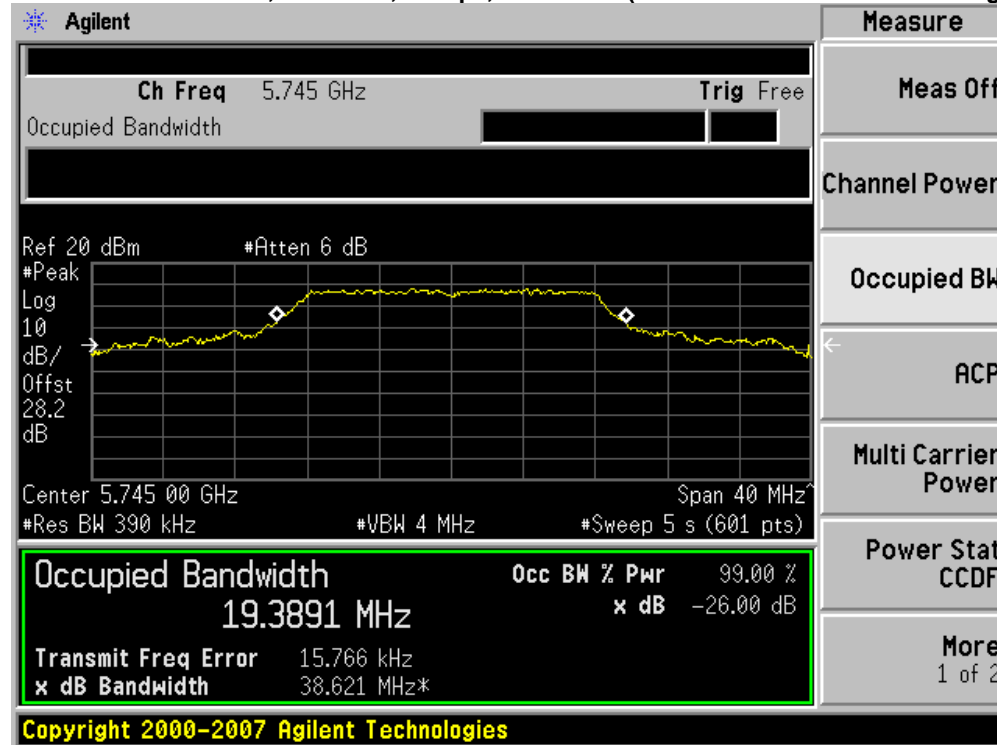 Agilent
Measure
Ch Freq 5.745 GHz Trig Free
Meas Off
Occupied Bandwidth
Channel Power
Ref 20 dBm #Atten 6 dB
#Peak
Log
10
dB/
Offst
28.2
dB
Occupied BW
ACP
Multi Carrier
Power
Center 5.745 00 GHz Span 40 MHz^
#Res BW 390 kHz #VBW 4 MHz #Sweep 5 s (601 pts)
Power Stat
CCDF
Occupied Bandwidth Occ BW % Pwr 99.00 %
19.3891 MHz x dB -26.00 dB
Transmit Freq Error 15.766 kHz
x dB Bandwidth 38.621 MHz*
More
1 of 2
Copyright 2000-2007 Agilent Technologies